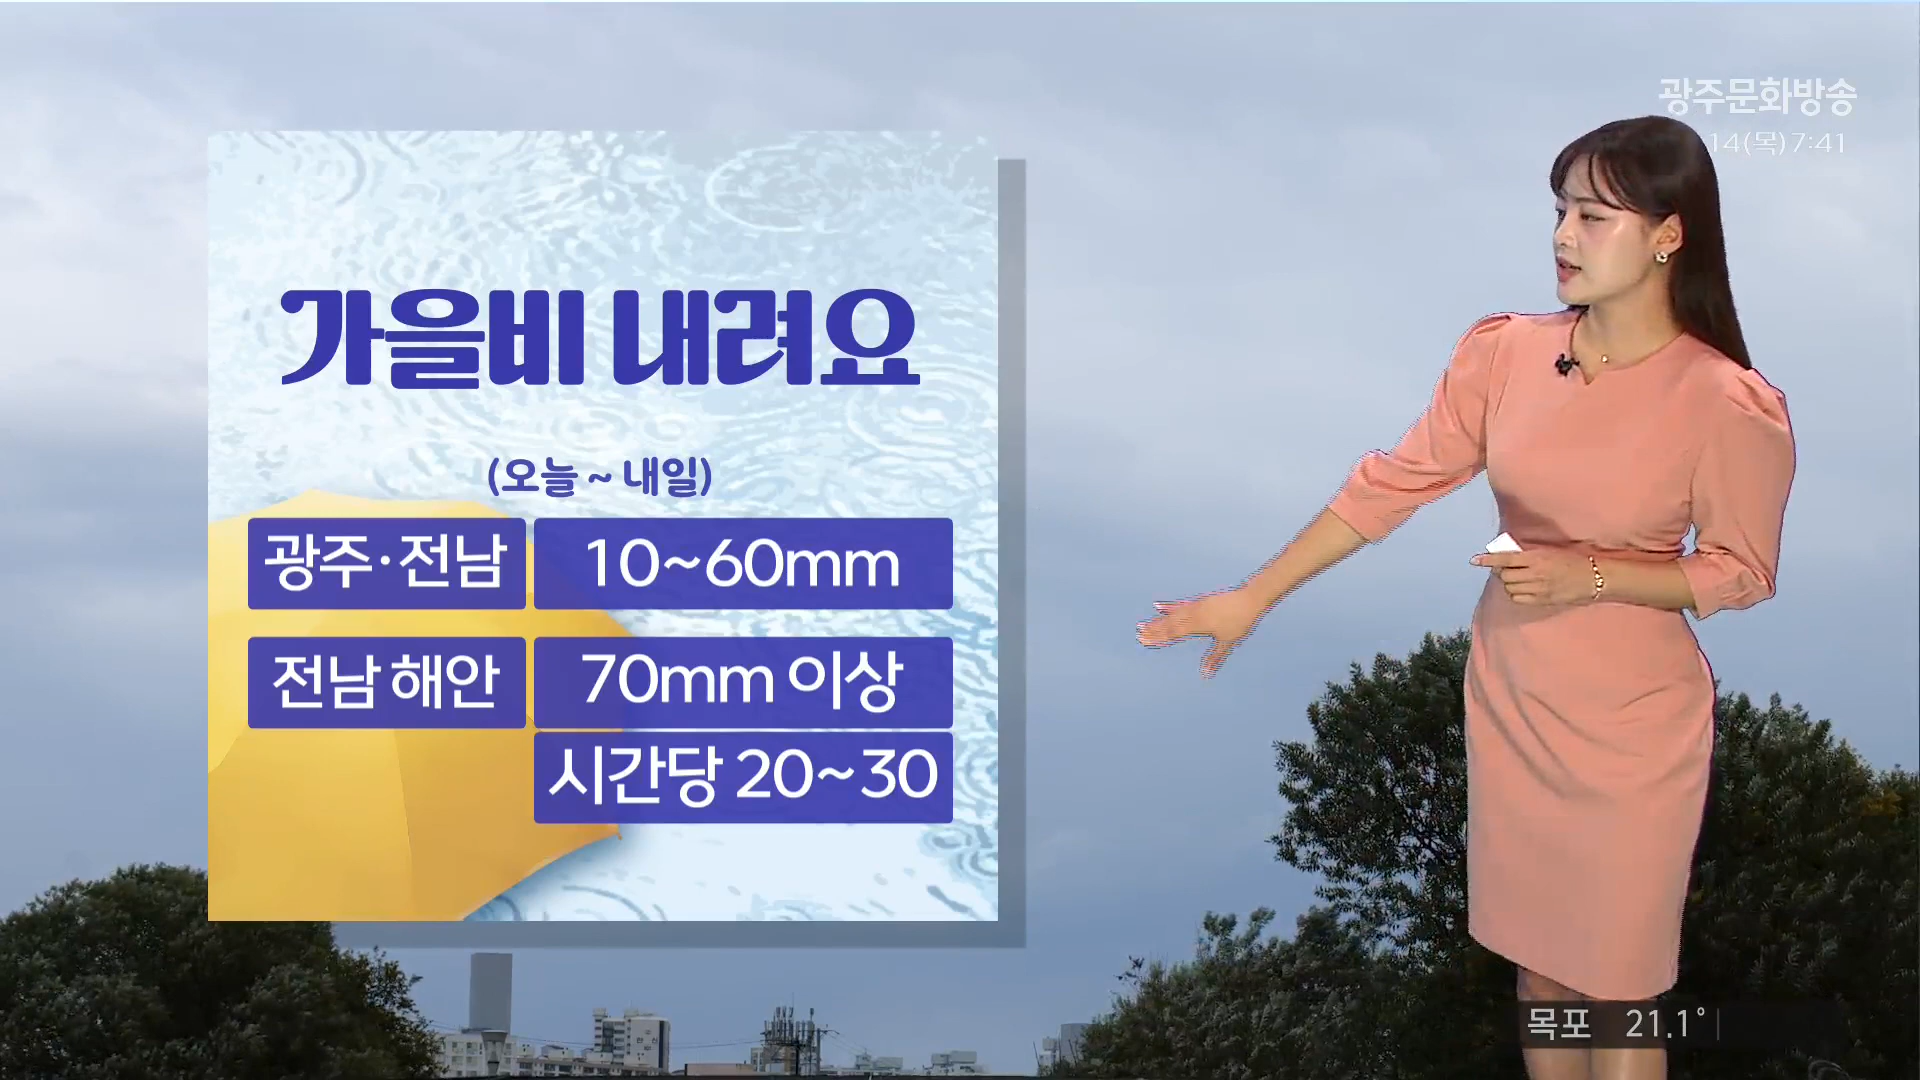 광주문화방송
14(목) 7:41
가을비 내려요
(오늘 ~ 내일)
광주·전남 10~60mm
전남 해안 70mm 이상
시간당 20~30
목포 21.1°